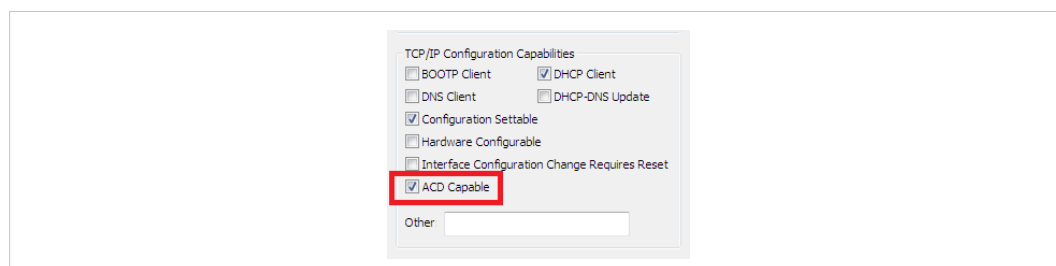 TCP/IP Configuration Capabilities
BOOTP Client DHCP Client
DNS Client DHCP-DNS Update
Configuration Settable
Hardware Configurable
Interface Configuration Change Requires Reset
ACD Capable
Other